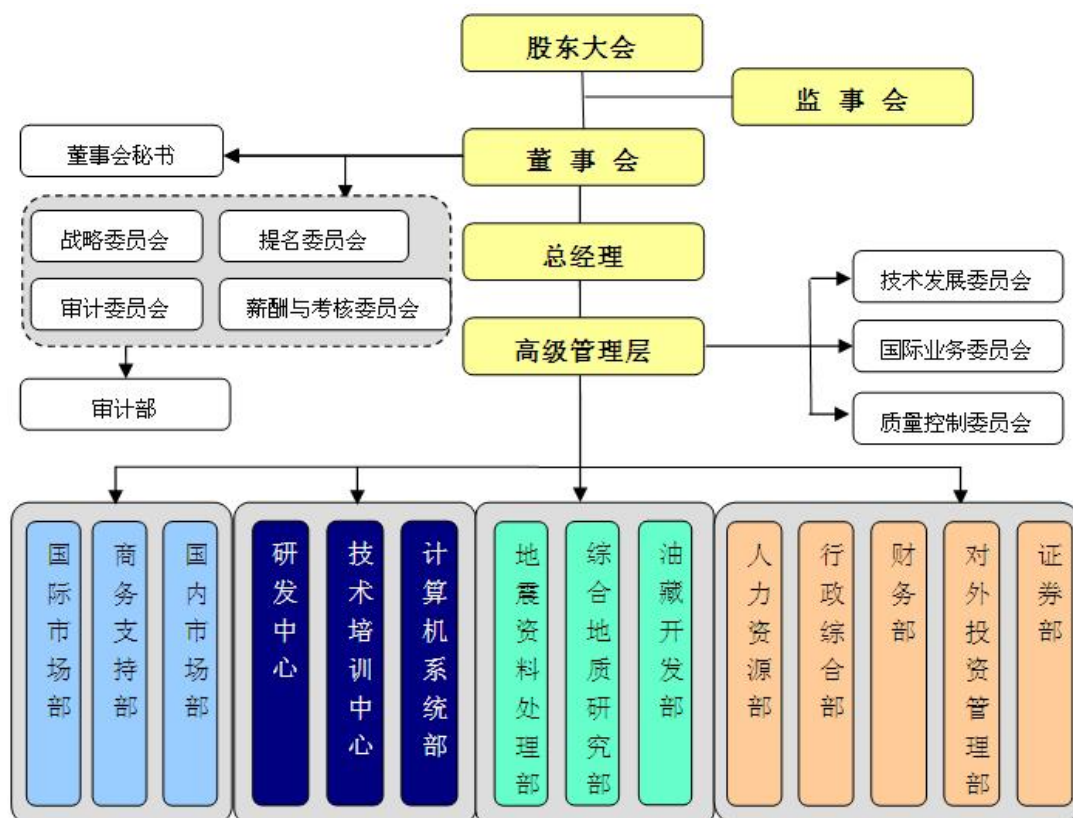 股东大会
监 事 会
董事会秘书
董 事 会
战略委员会
提名委员会
总经理
技术发展委员会
审计委员会
薪酬与考核委员会
高级管理层
国际业务委员会
审计部
质量控制委员会
国际市场部
商务支持部
国内市场部
研发中心
技术培训中心
计算机系统部
地震资料处理部
综合地质研究部
油藏开发部
人力资源部
行政综合部
财务部
对外投资管理部
证券部